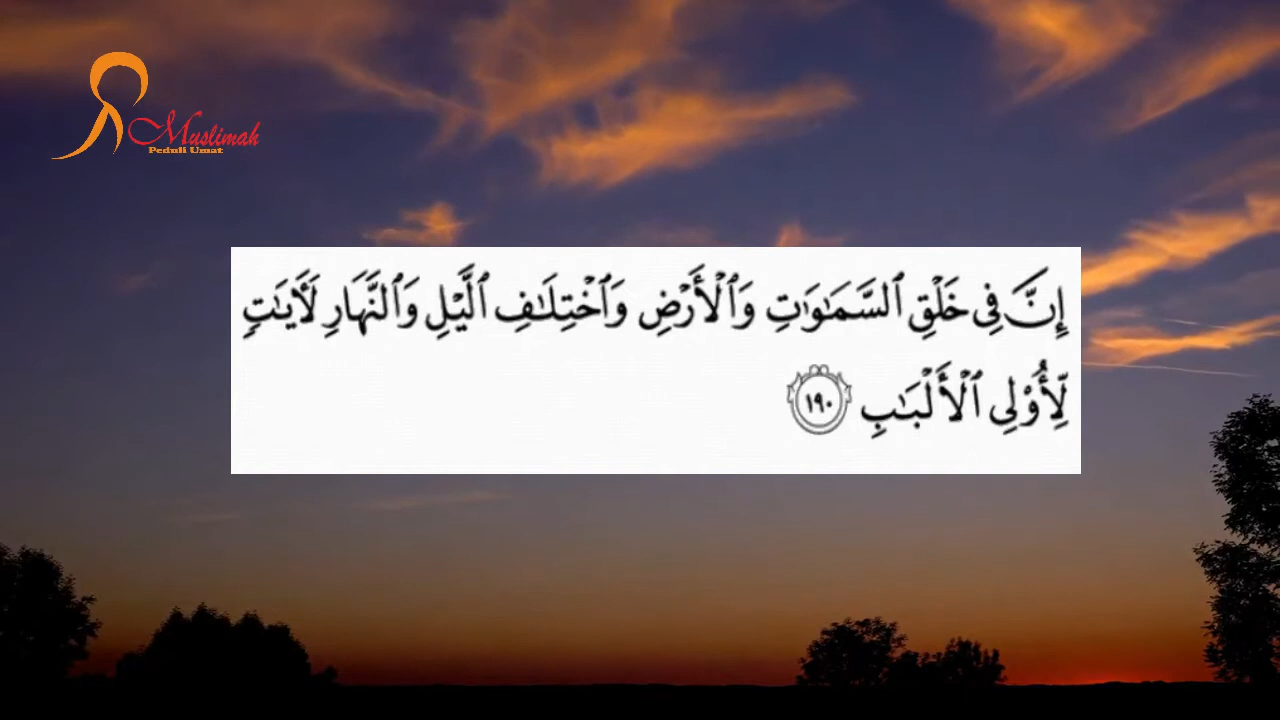 Muslimah
Peduli Umat
إِنَّ فِى خَلْقِ ٱلسَّمَـٰوَٰتِ وَٱلْأَرْضِ وَٱخْتِلَـٰفِ ٱلَّيْلِ وَٱلنَّهَارِ لَـَٔايَـٰتٍ
لِّأُو۟لِى ٱلْأَلْبَـٰبِ ١٩٠